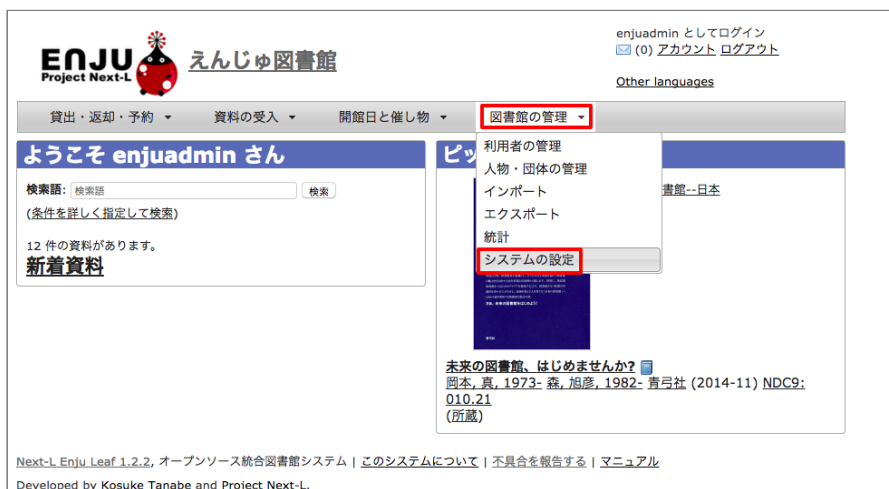 enjuadmin としてログイン
(0) アカウント ログアウト
Other languages
ENJU
Project Next-L
えんじゅ図書館
貸出・返却・予約 ▼ 資料の受入 ▼ 開館日と催し物 ▼ 図書館の管理 ▼
利用者の管理
人物・団体の管理
インポート
エクスポート
統計
システムの設定
ようこそ enjuadmin さん
検索語: 検索語 検索
(条件を詳しく指定して検索)
12 件の資料があります。
新着資料
ピッ
書館--日本
未来の図書館、はじめませんか?
岡本, 真, 1973- 森, 旭彦, 1982- 青弓社 (2014-11) NDC9:
010.21
(所蔵)
Next-L Enju Leaf 1.2.2, オープンソース統合図書館システム | このシステムについて | 不具合を報告する | マニュアル
Developed by Kosuke Tanabe and Project Next-L.